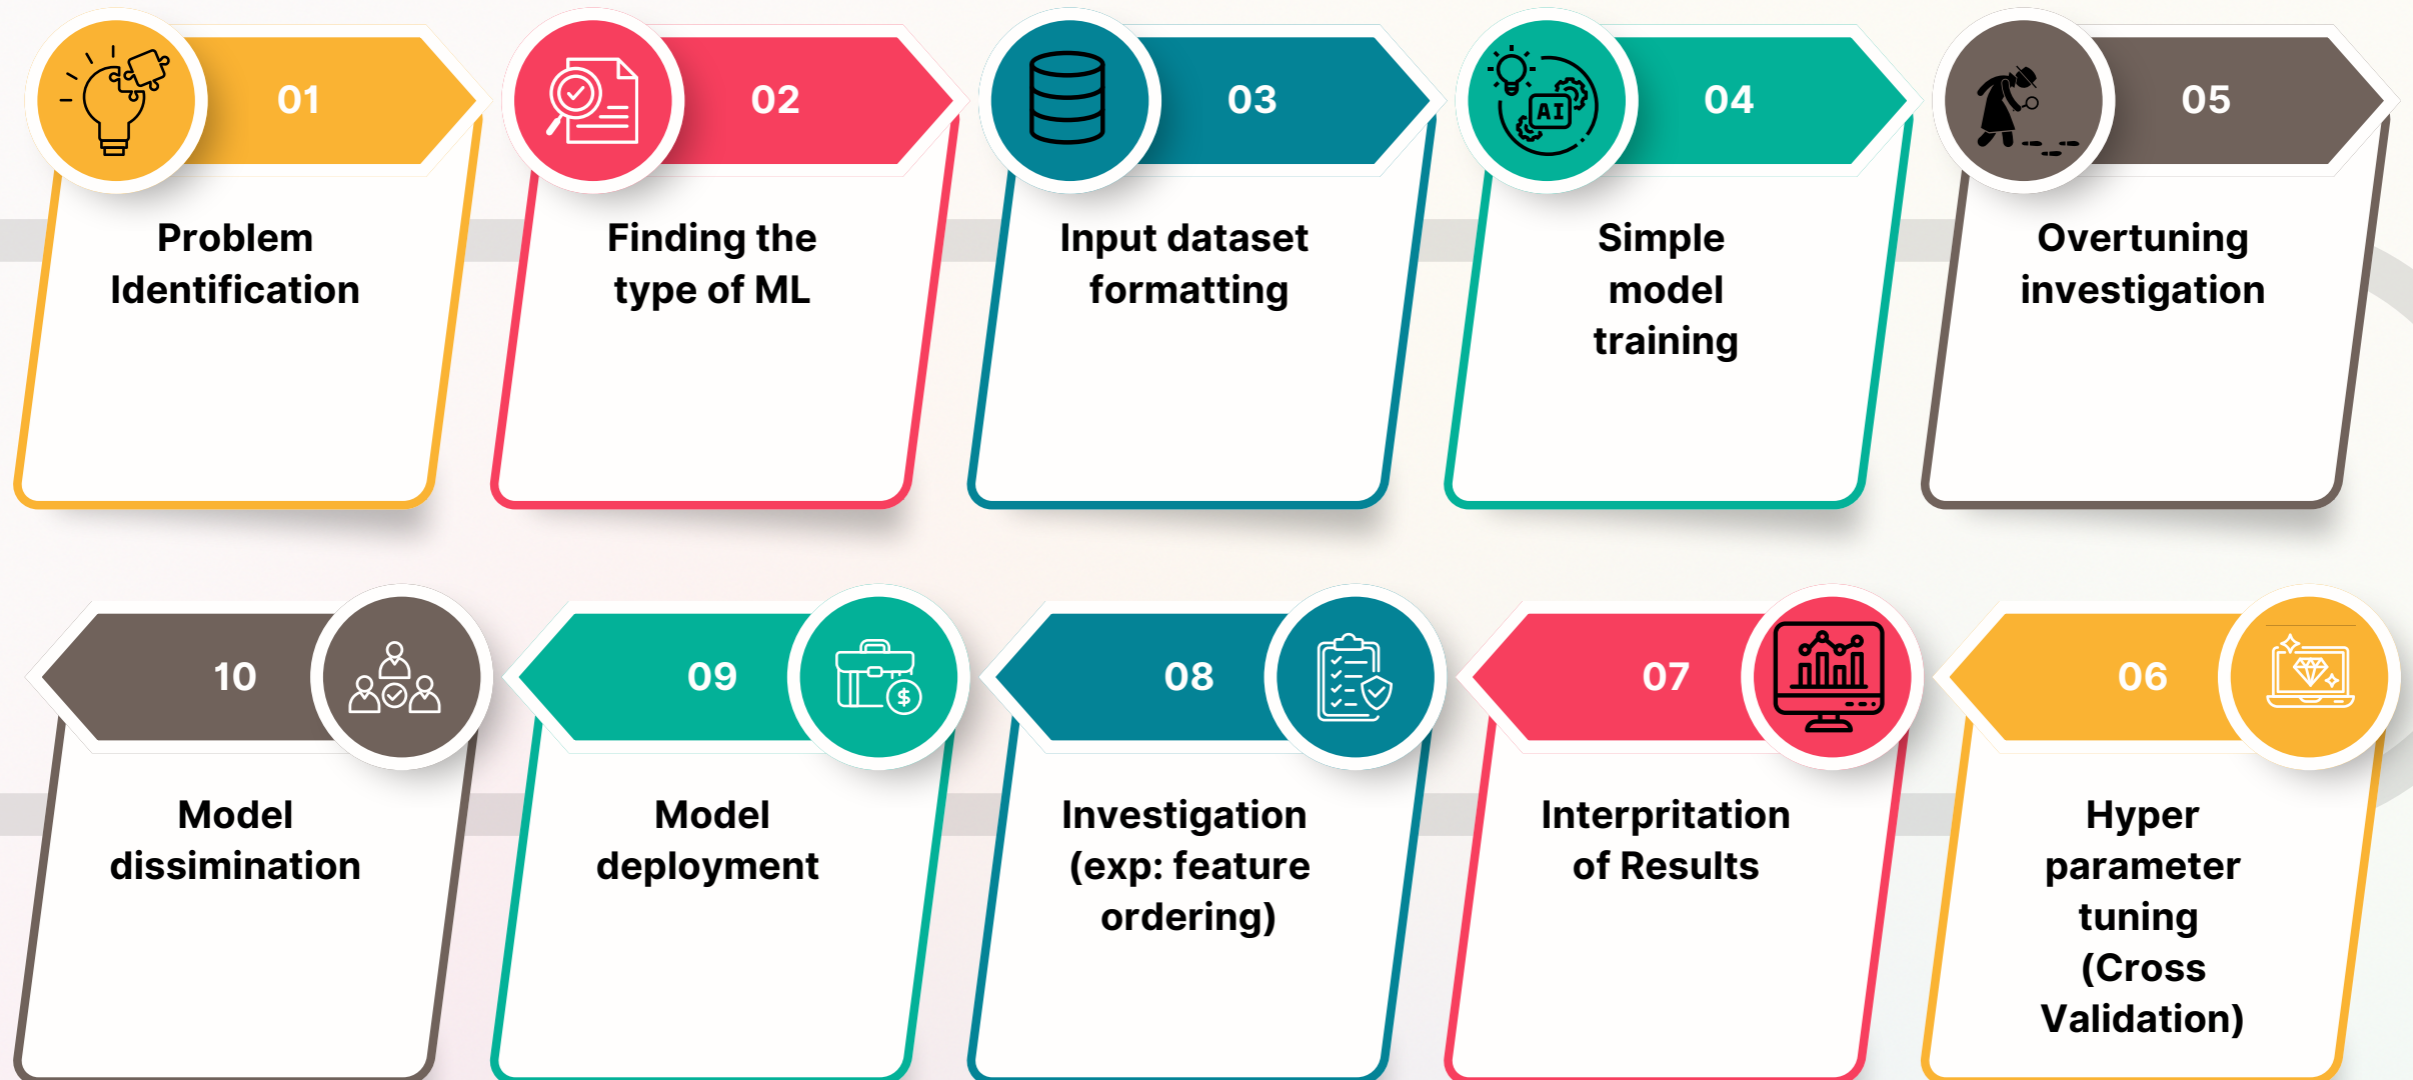 01
Problem
Identification
02
Finding the
type of ML
03
Input dataset
formatting
04
AI
Simple
model
training
05
Overtuning
investigation
06
Hyper
parameter
tuning
(Cross
Validation)
07
Interpritation
of Results
08
Investigation
(exp: feature
ordering)
09
$
Model
deployment
10
Model
dissimination